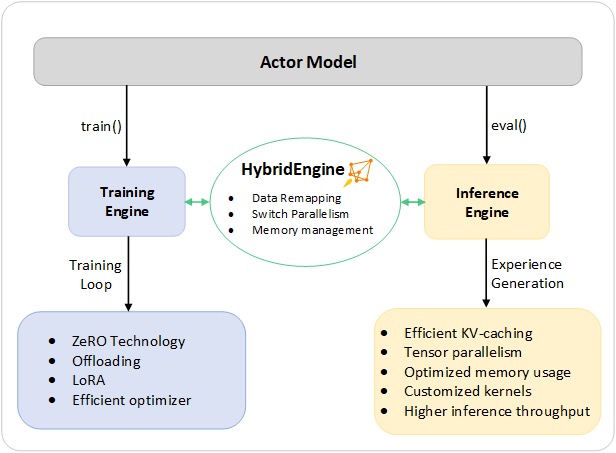 Actor Model
train()
eval()
HybridEngine
• Data Remapping
• Switch Parallelism
• Memory management
Training
Engine
Inference
Engine
Training
Loop
Experience
Generation
• ZeRO Technology
• Offloading
• LoRA
• Efficient optimizer
• Efficient KV-caching
• Tensor parallelism
• Optimized memory usage
• Customized kernels
• Higher inference throughput